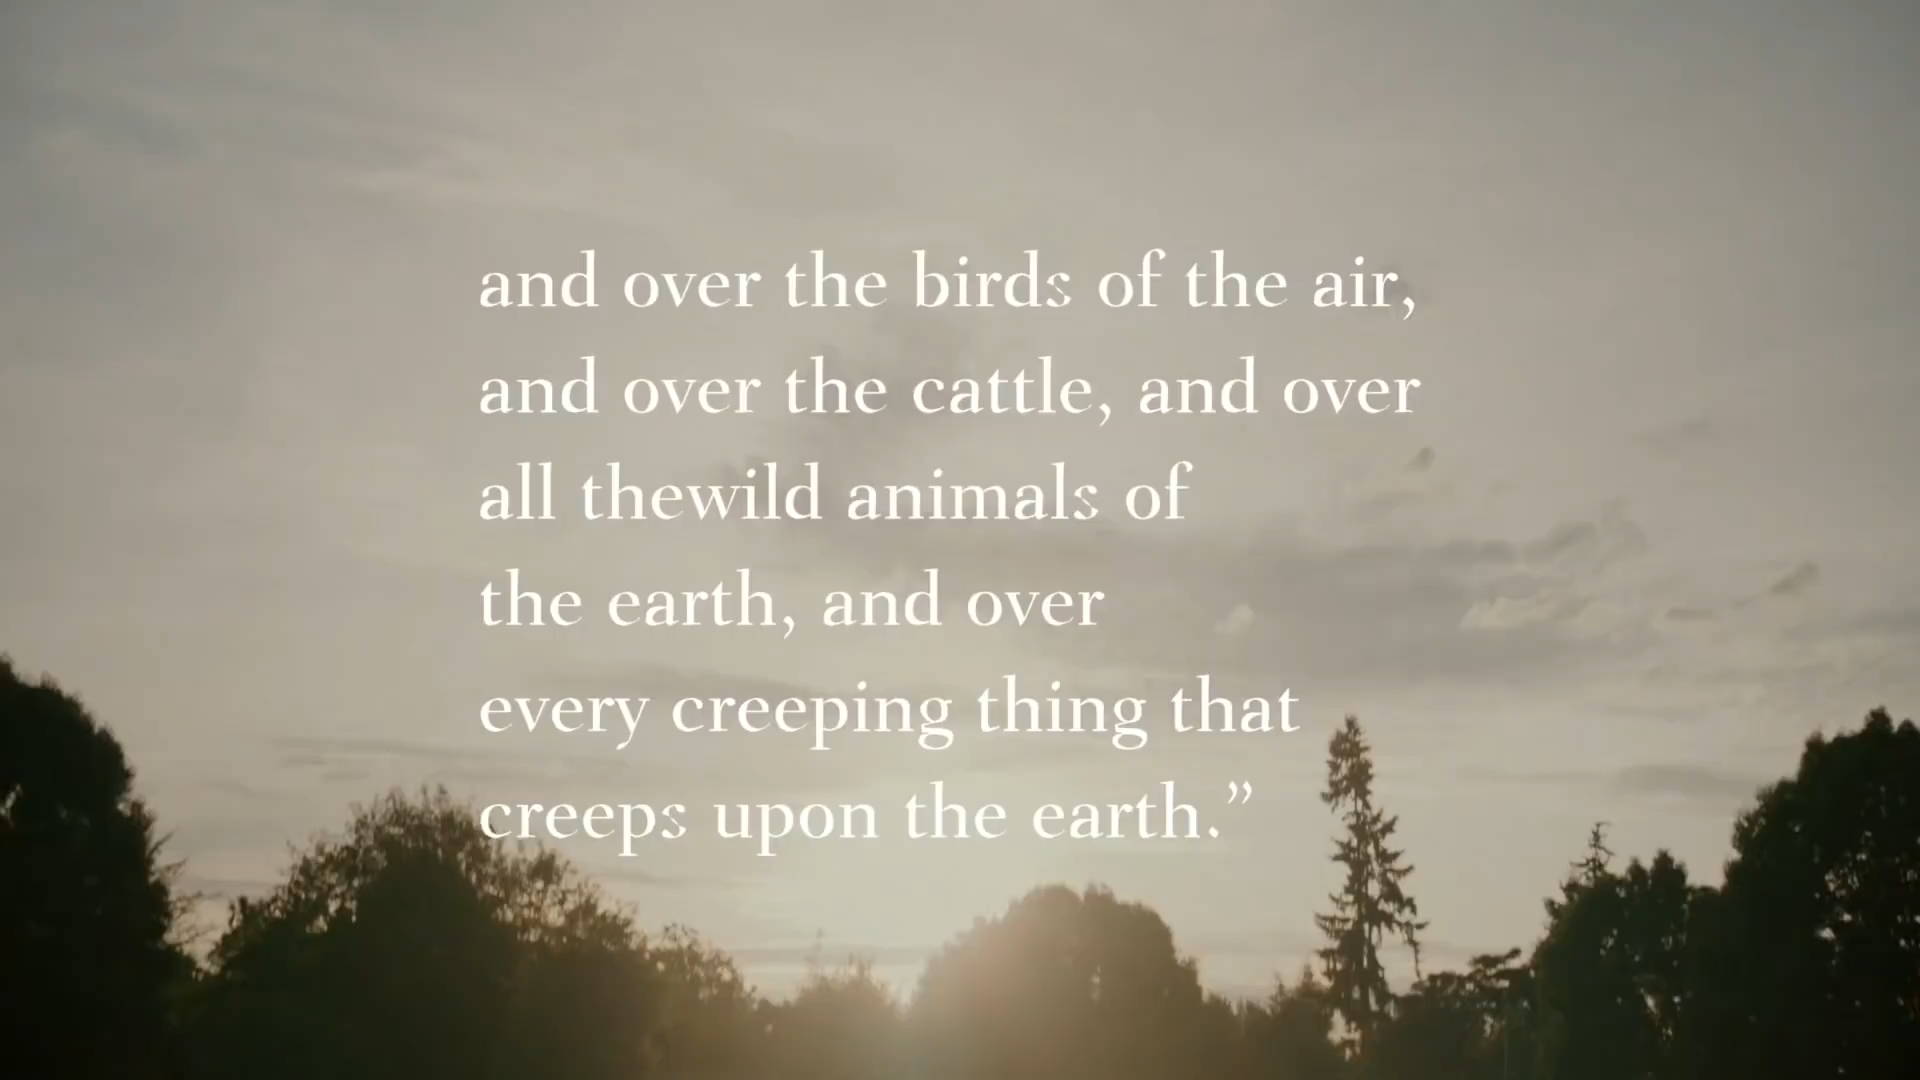 and over the birds of the air,
and over the cattle, and over
all thewild animals of
the earth, and over
every creeping thing that
creeps upon the earth.”